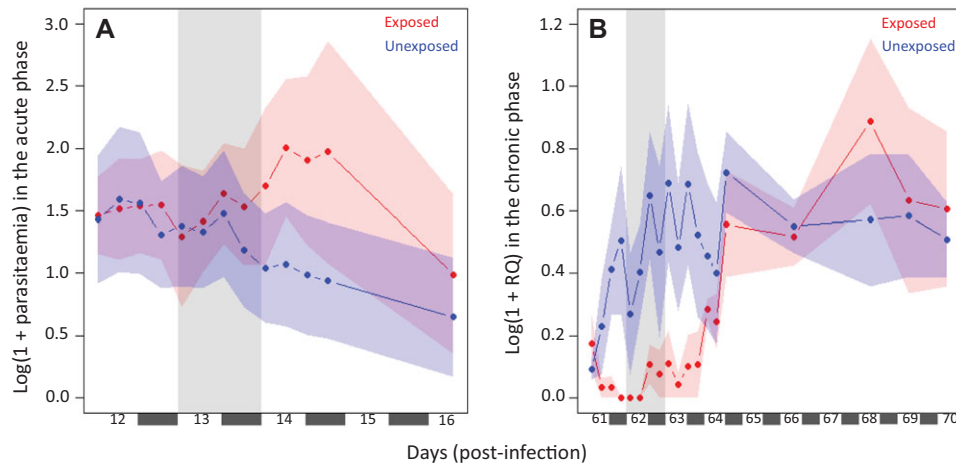 A
Exposed
Unexposed
Log(1 + parasitaemia) in the acute phase
3.0
2.5
2.0
1.5
1.0
0.5
0.0
12 13 14 15 16
B
Exposed
Unexposed
Log(1 + RQ) in the chronic phase
1.2
1.0
0.8
0.6
0.4
0.2
0.0
61 62 63 64 65 66 67 68 69 70
Days (post-infection)